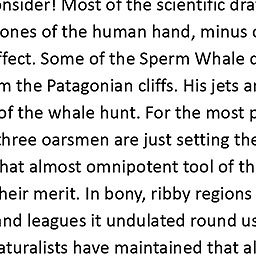 onsider! Most of the scientific dra
ones of the human hand, minus
ffect. Some of the Sperm Whale
m the Patagonian cliffs. His jets a
of the whale hunt. For the most p
three oarsmen are just setting the
hat almost omnipotent tool of th
heir merit. In bony, ribby regions
and leagues it undulated round us
aturalists have maintained that al